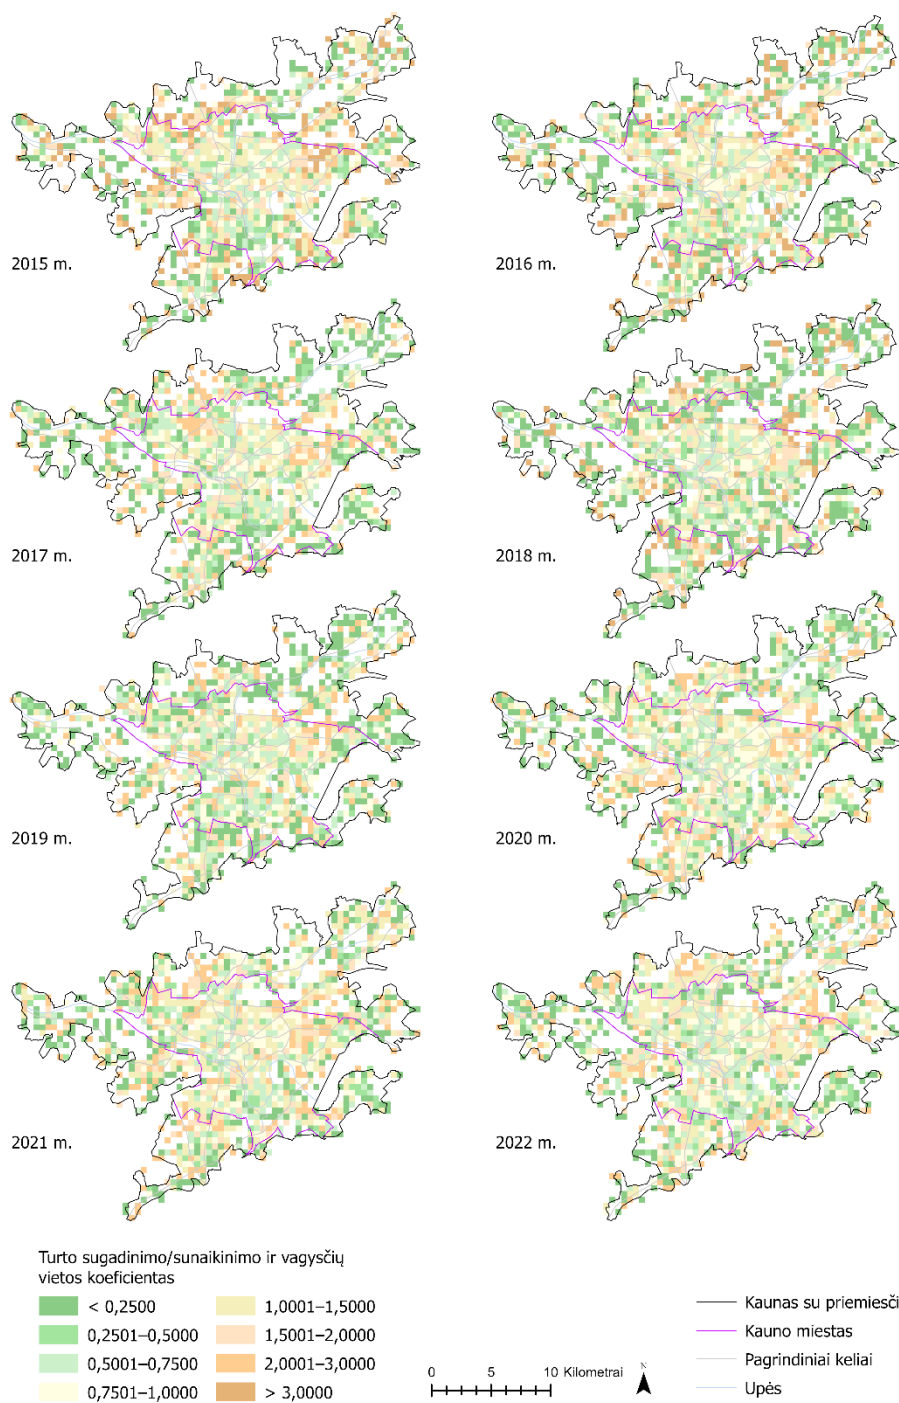 2015 m.
2016 m.
2017 m.
2018 m.
2019 m.
2020 m.
2021 m.
2022 m.
Turto sugadinimo/sunaikinimo ir vagysčių
vietos koeficientas
< 0,2500
0,2501–0,5000
0,5001–0,7500
0,7501–1,0000
1,0001–1,5000
1,5001–2,0000
2,0001–3,0000
> 3,0000
0 5 10 Kilometrai
N
Kaunas su priemiesči
Kauno miestas
Pagrindiniai keliai
Upės